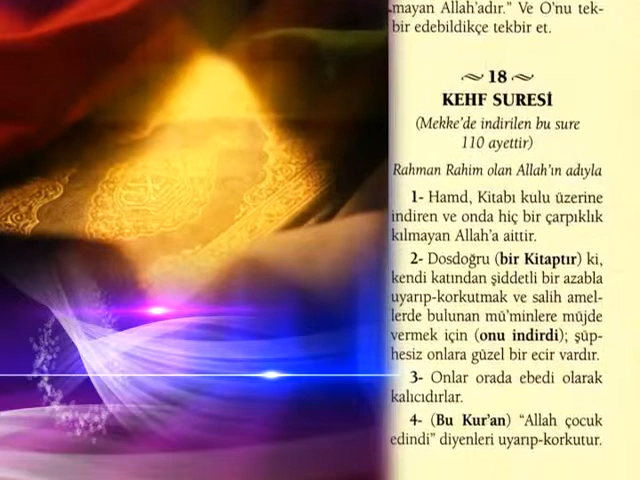 mayan Allah'adır." Ve O'nu tek-
bir edebildikçe tekbir et.
18
KEHF SURESİ
(Mekke'de indirilen bu sure
110 ayettir)
Rahman Rahim olan Allah'ın adıyla
1- Hamd, Kitabı kulu üzerine
indiren ve onda hiç bir çarpıklık
kılmayan Allah'a aittir.
2- Dosdoğru (bir Kitaptır) ki,
kendi katından şiddetli bir azabla
uyarıp-korkutmak ve salih amel-
lerde bulunan mü'minlere müjde
vermek için (onu indirdi); şüp-
hesiz onlara güzel bir ecir vardır.
3- Onlar orada ebedi olarak
kalıcıdırlar.
4- (Bu Kur'an) "Allah çocuk
edindi" diyenleri uyarıp-korkutur.